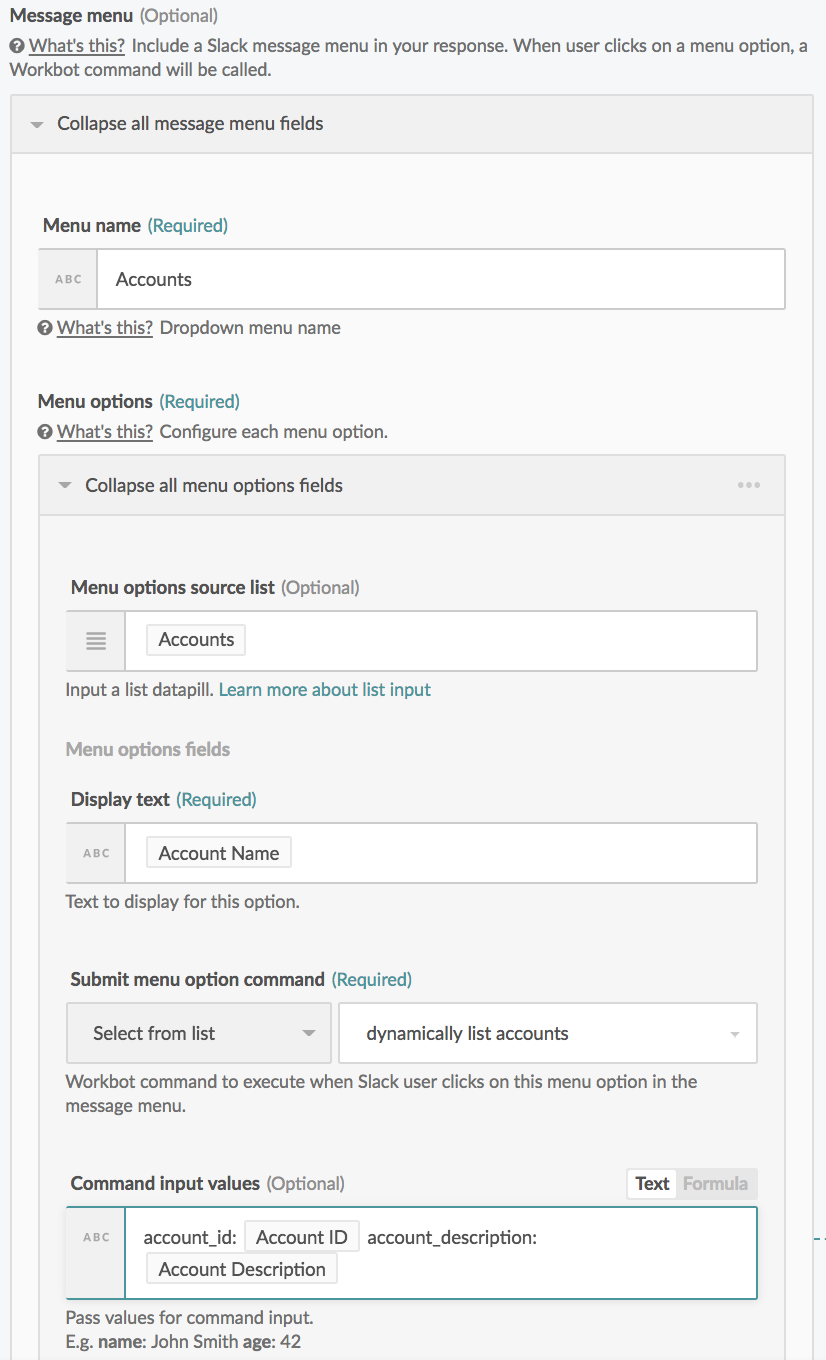 Message menu (Optional)
What's this? Include a Slack message menu in your response. When user clicks on a menu option, a
Workbot command will be called.
Collapse all message menu fields
Menu name (Required)
ABC Accounts
What's this? Dropdown menu name
Menu options (Required)
What's this? Configure each menu option.
Collapse all menu options fields
Menu options source list (Optional)
Accounts
Input a list datapill. Learn more about list input
Menu options fields
Display text (Required)
ABC Account Name
Text to display for this option.
Submit menu option command (Required)
Select from list dynamically list accounts
Workbot command to execute when Slack user clicks on this menu option in the
message menu.
Command input values (Optional) Text Formula
ABC account_id: Account ID account_description:
Account Description
Pass values for command input.
E.g. name: John Smith age: 42